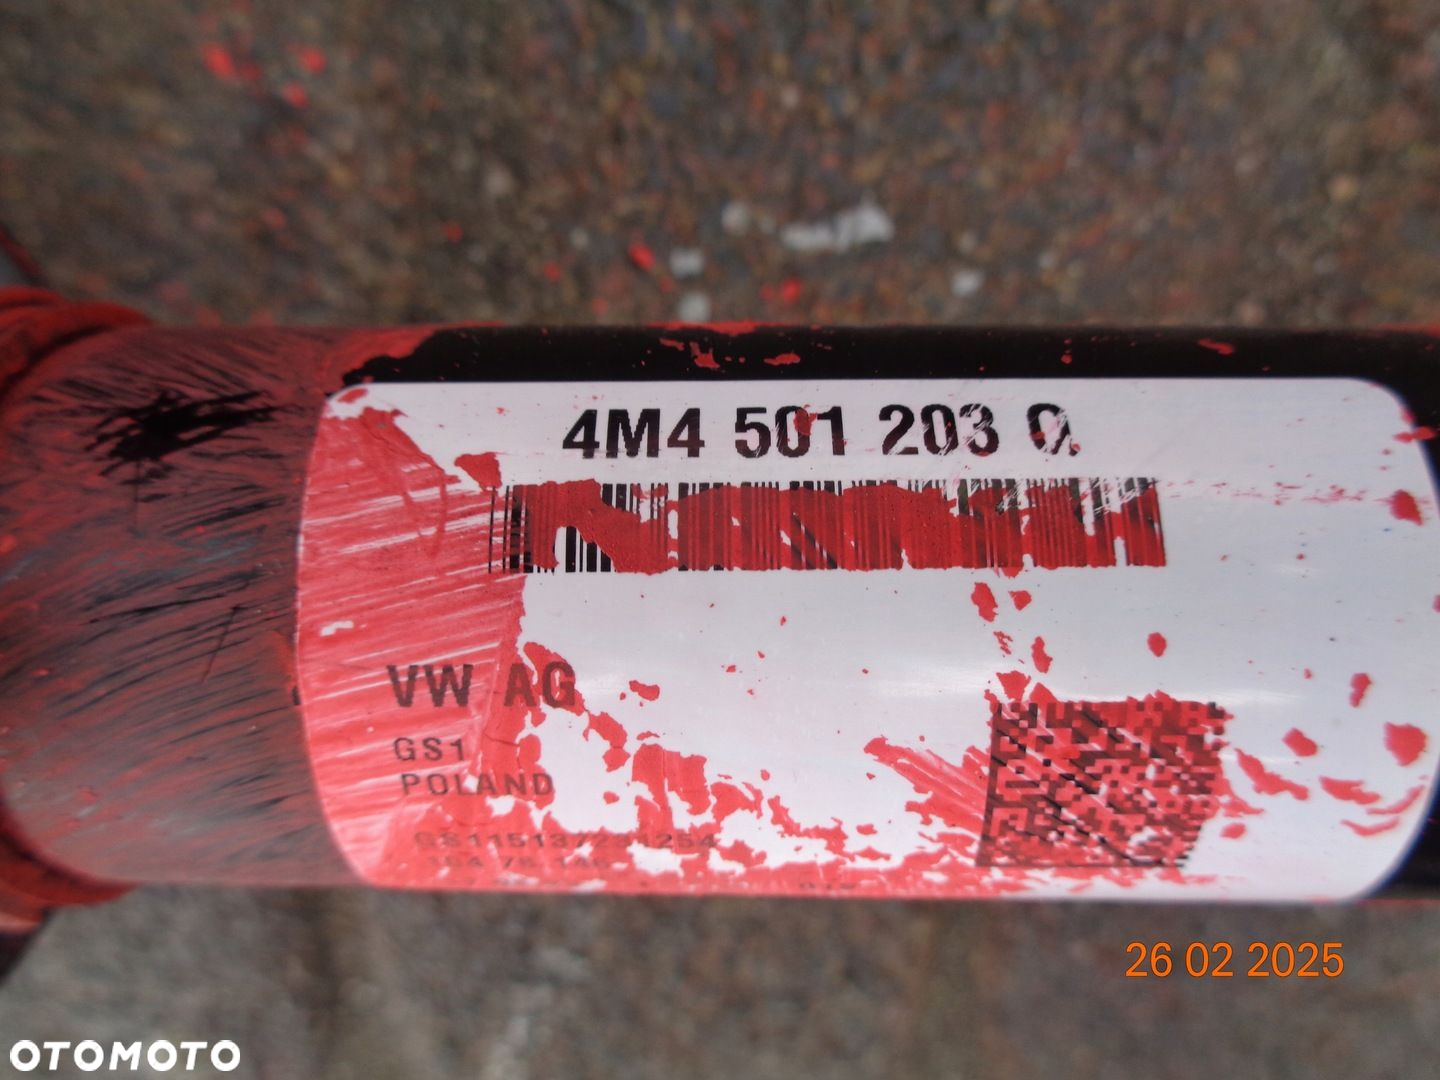 4M4 501 203 Q
VW AG
GS1
POLAND
26 02 2025
OTOMOTO